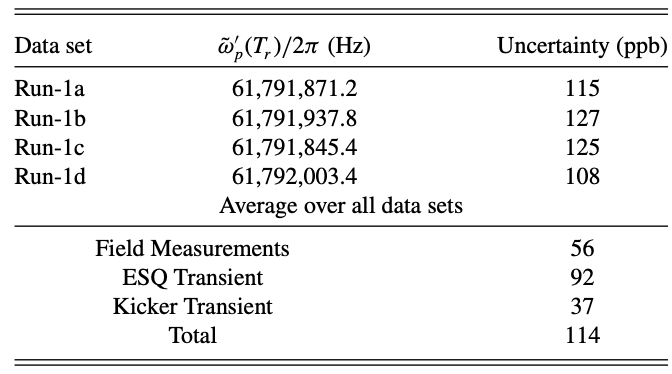 Data set ω̃′p(Tr)/2π (Hz) Uncertainty (ppb)
Run-1a 61,791,871.2 115
Run-1b 61,791,937.8 127
Run-1c 61,791,845.4 125
Run-1d 61,792,003.4 108
Average over all data sets
Field Measurements 56
ESQ Transient 92
Kicker Transient 37
Total 114